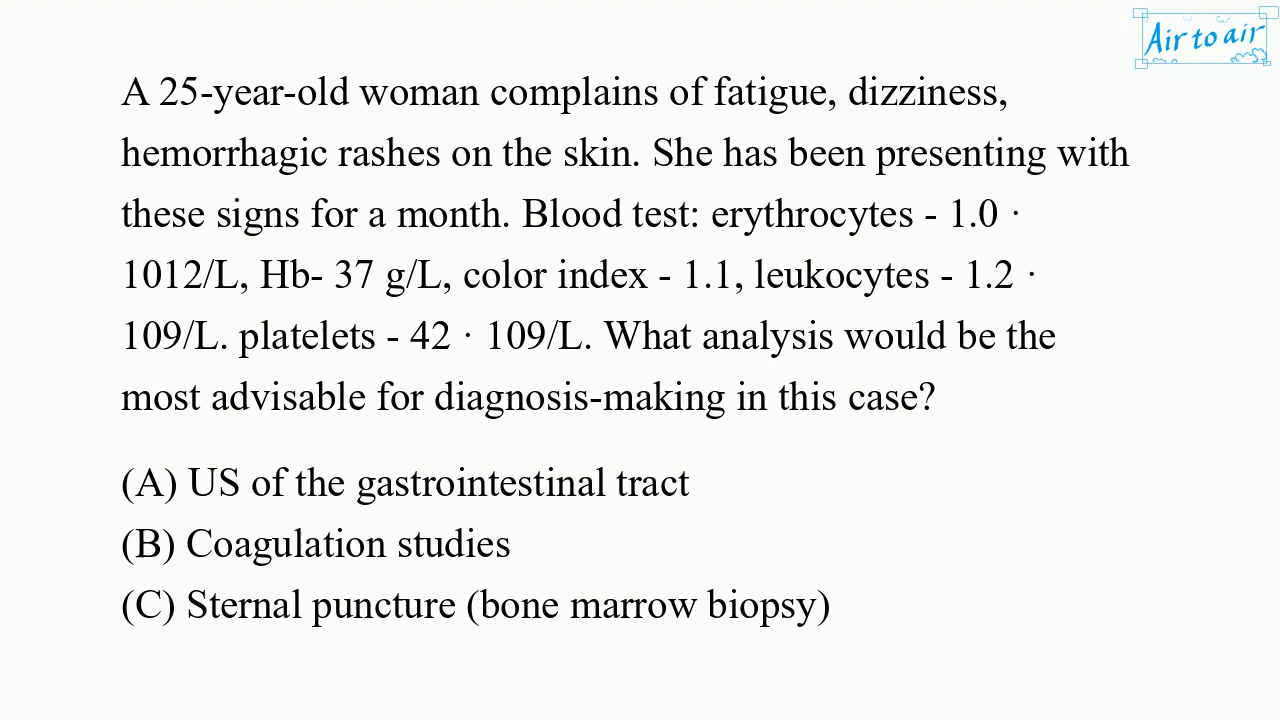 Air to air
A 25-year-old woman complains of fatigue, dizziness,
hemorrhagic rashes on the skin. She has been presenting with
these signs for a month. Blood test: erythrocytes - 1.0 ·
1012/L, Hb- 37 g/L, color index - 1.1, leukocytes - 1.2 ·
109/L. platelets - 42 · 109/L. What analysis would be the
most advisable for diagnosis-making in this case?
(A) US of the gastrointestinal tract
(B) Coagulation studies
(C) Sternal puncture (bone marrow biopsy)